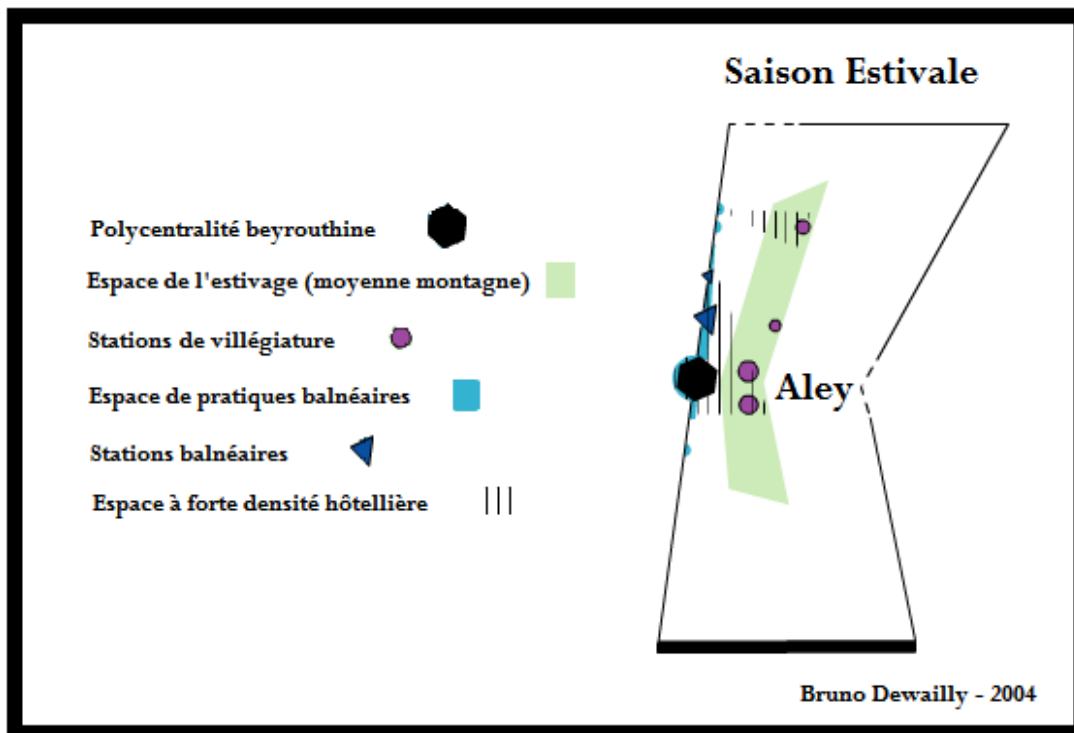 Saison Estivale
Polycentralité beyrouthine
Espace de l'estivage (moyenne montagne)
Stations de villégiature
Espace de pratiques balnéaires
Stations balnéaires
Espace à forte densité hôtellière
Aley
Bruno Dewailly - 2004